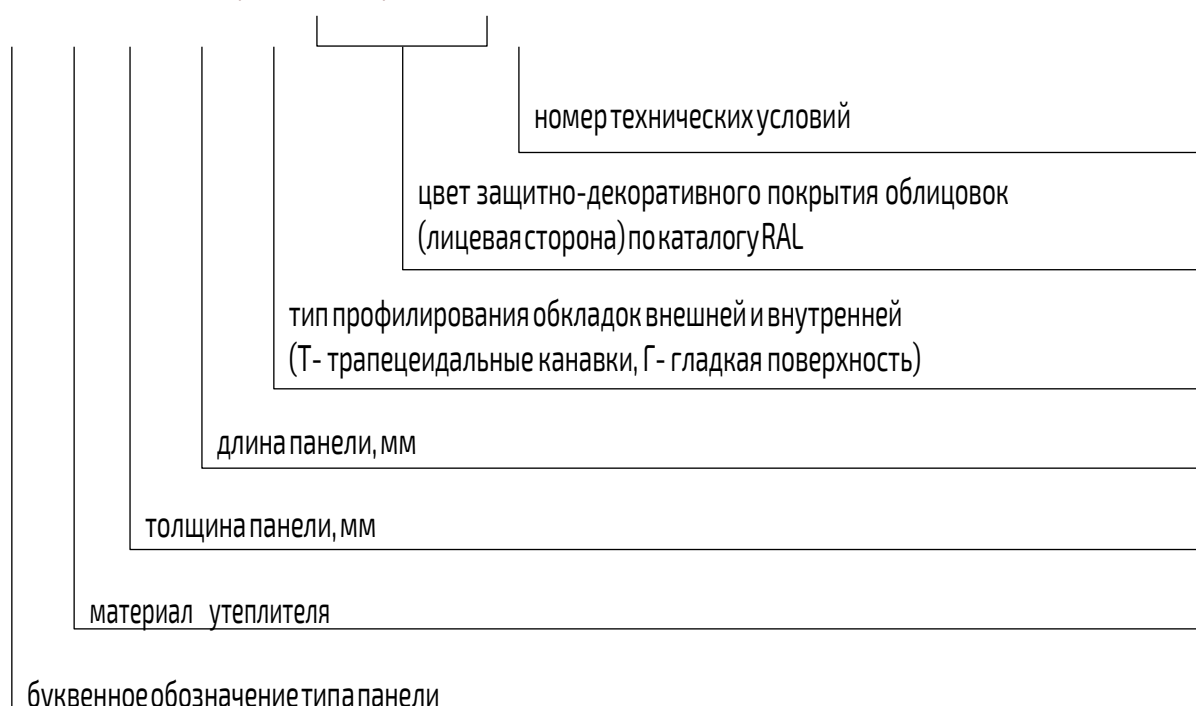 номер технических условий
цвет защитно-декоративного покрытия облицовок
(лицевая сторона) по каталогу RAL
тип профилирования обкладок внешней и внутренней
(Т- трапецеидальные канавки, Г- гладкая поверхность)
длина панели, мм
толщина панели, мм
материал утеплителя
буквенное обозначение типа панели